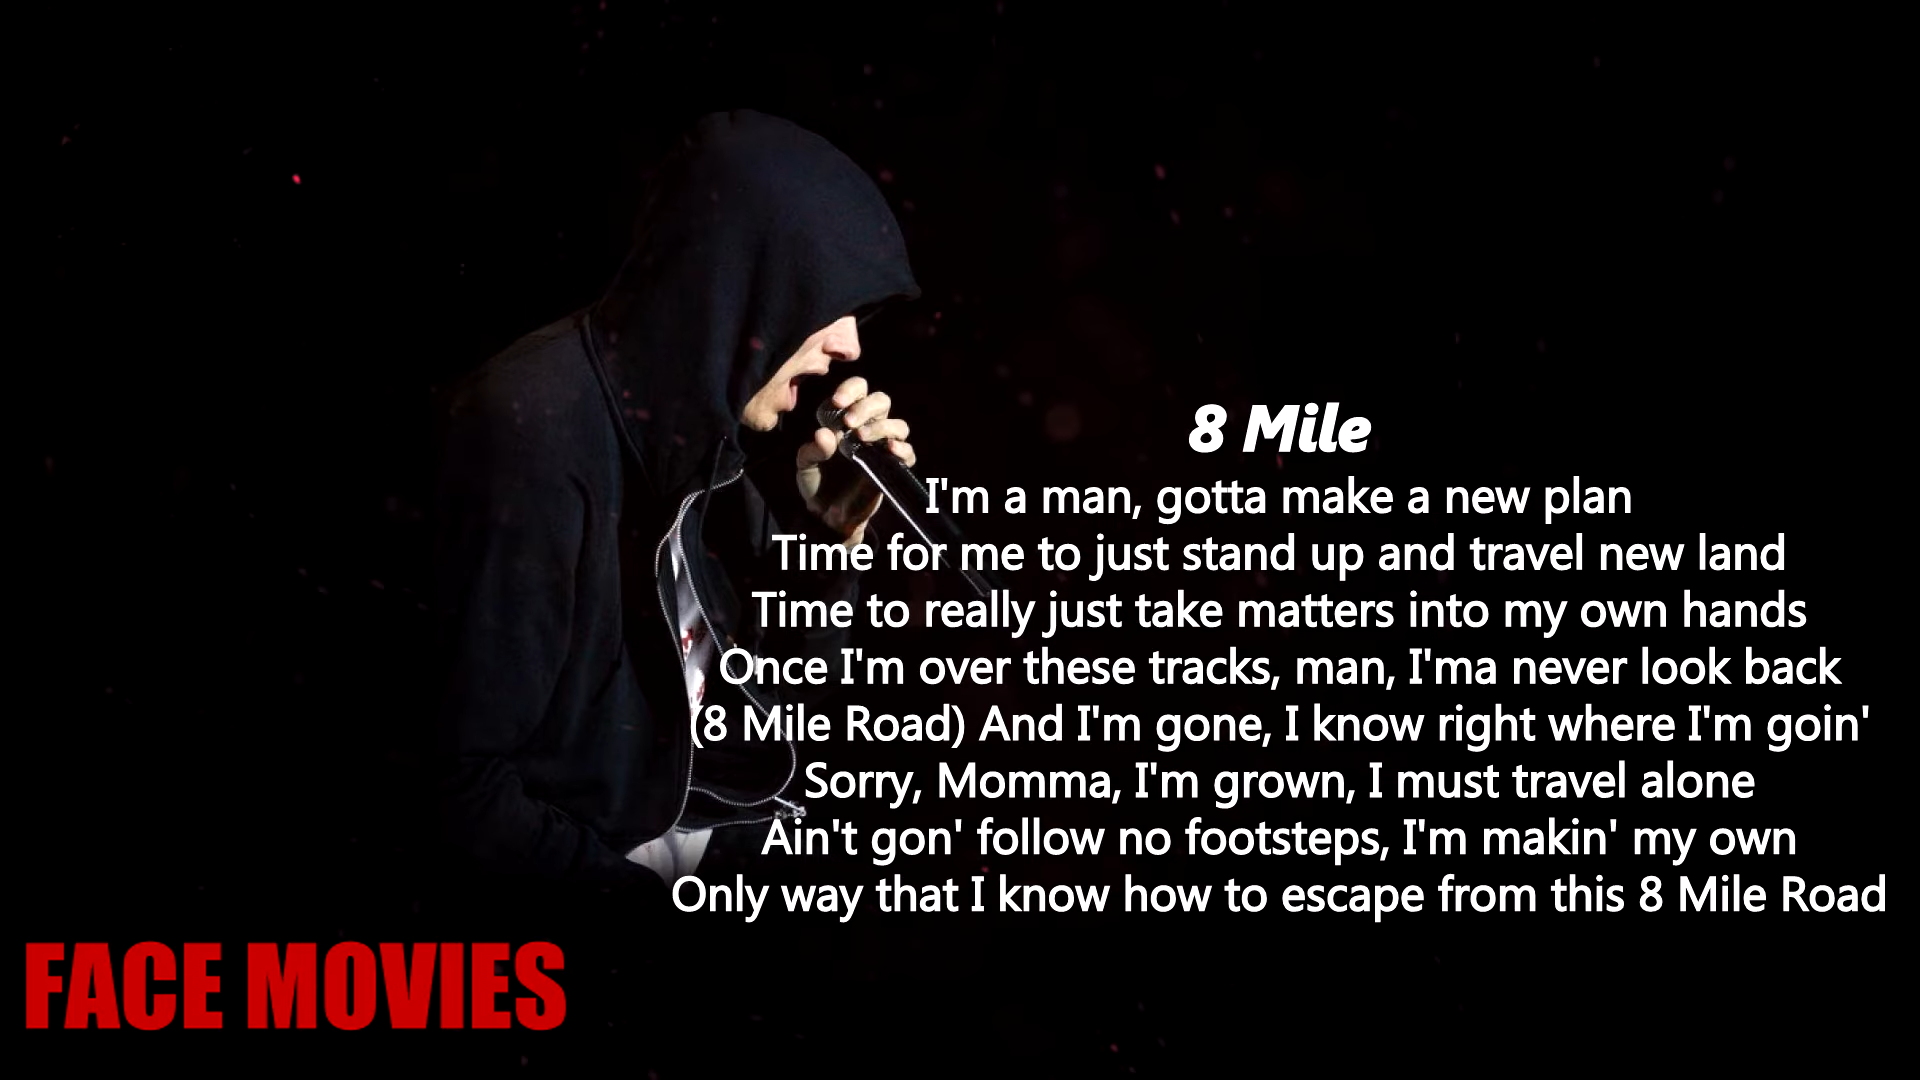 8 Mile
I'm a man, gotta make a new plan
Time for me to just stand up and travel new land
Time to really just take matters into my own hands
Once I'm over these tracks, man, I'ma never look back
(8 Mile Road) And I'm gone, I know right where I'm goin'
Sorry, Momma, I'm grown, I must travel alone
Ain't gon' follow no footsteps, I'm makin' my own
Only way that I know how to escape from this 8 Mile Road
FACE MOVIES